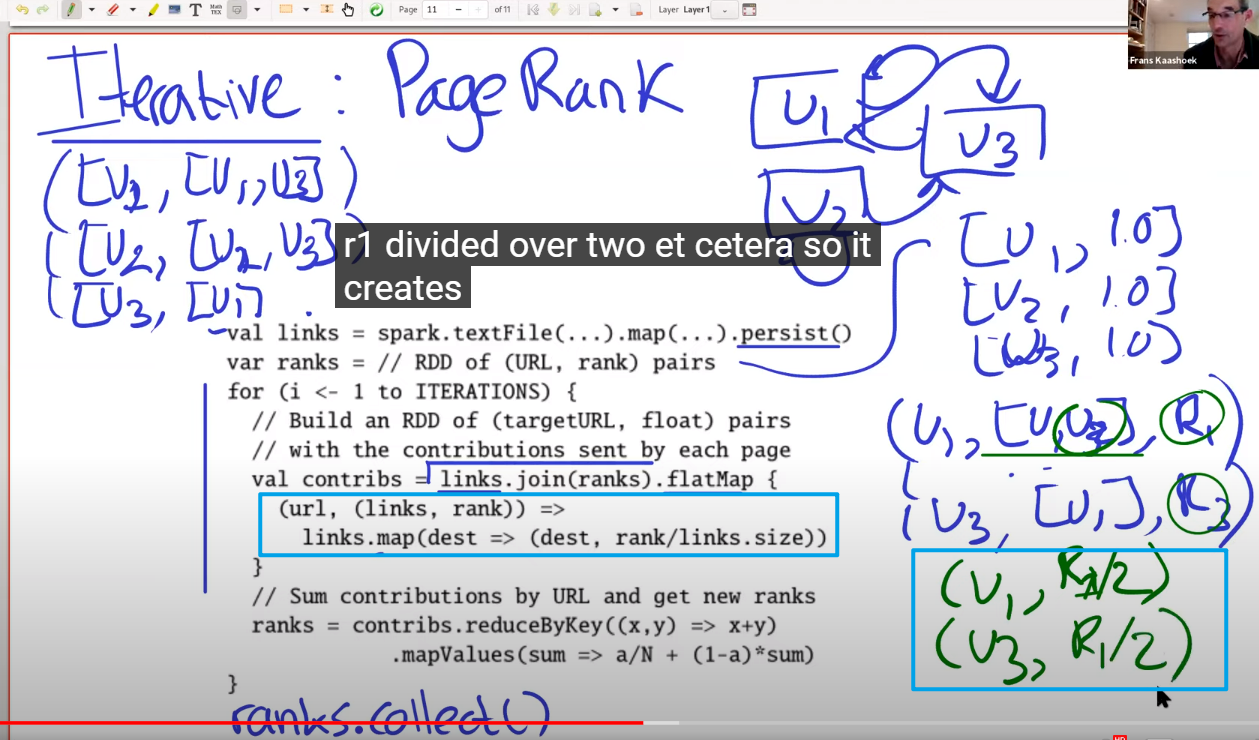 Page 11 of 11 Layer Layer 1
Frans Kaashoek
Iterative : PageRank
U1
U3
U2
([U1, [U1, U3])
([U2, [U2, U3])
([U3, [U1]
r1 divided over two et cetera so it
creates
[U1, 1.0]
[U2, 1.0]
[U3, 1.0)
val links = spark.textFile(...).map(...).persist()
var ranks = // RDD of (URL, rank) pairs
for (i <- 1 to ITERATIONS) {
// Build an RDD of (targetURL, float) pairs
// with the contributions sent by each page
val contribs = links.join(ranks).flatMap {
(url, (links, rank)) =>
links.map(dest => (dest, rank/links.size))
}
// Sum contributions by URL and get new ranks
ranks = contribs.reduceByKey((x,y) => x+y)
.mapValues(sum => a/N + (1-a)*sum)
}
ranks.collect()
(U1, [U1, U3], R1)
(U3, [U1], R3)
(U1, R1/2)
(U3, R1/2)